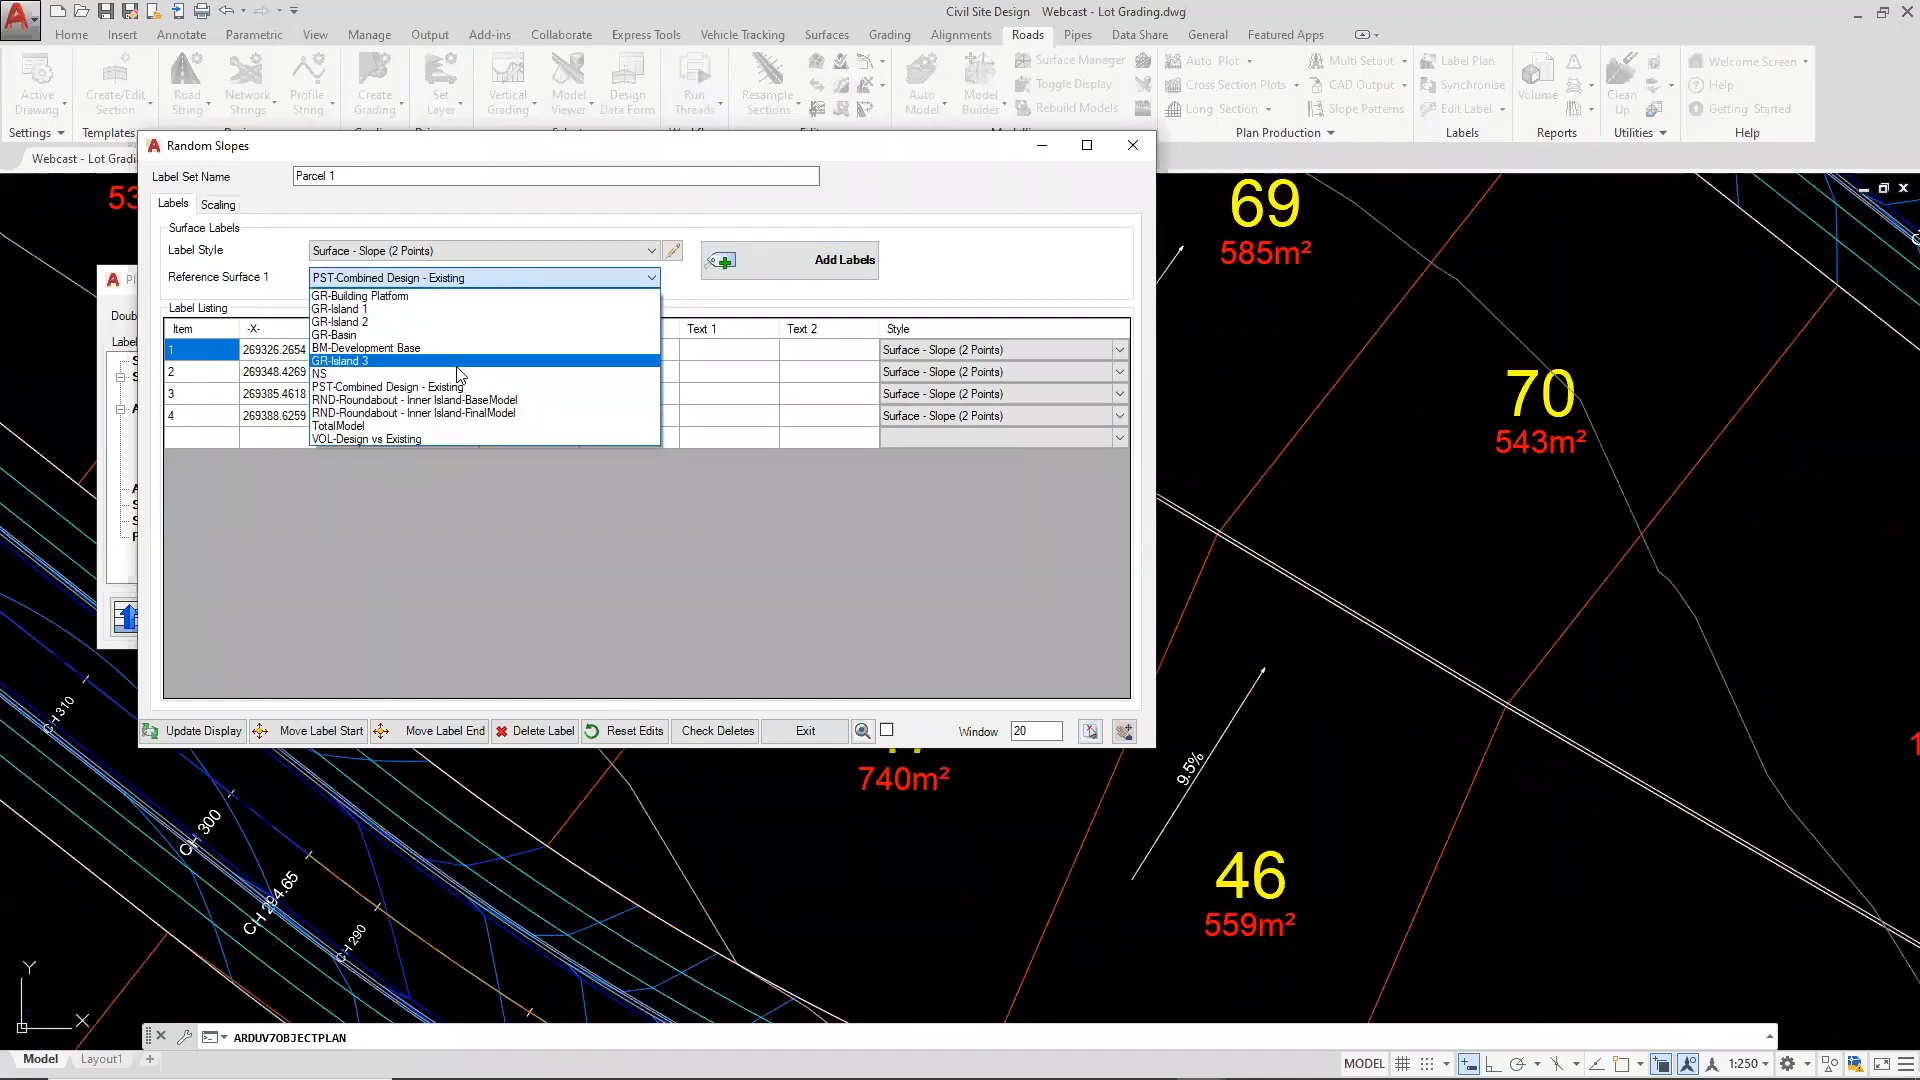 Civil Site Design Webcast - Lot Grading.dwg
Home Insert Annotate Parametric View Manage Output Add-ins Collaborate Express Tools Vehicle Tracking Surfaces Grading Alignments Roads Pipes Data Share General Featured Apps
Active Drawing
Create/Edit Section
Road String
Network Strings
Profile String
Create Grading
Set Layer
Vertical Grading
Model Viewer
Design Data Form
Run Threads
Resample Sections
Auto Model
Model Builder
Surface Manager
Toggle Display
Rebuild Models
Auto Plot
Cross Section Plots
Long Section
Multi Setout
CAD Output
Slope Patterns
Label Plan
Synchronise
Edit Label
Volume
Clean Up
Welcome Screen
Help
Getting Started
Settings
Templates
Plan Production
Labels
Reports
Utilities
Help
Webcast - Lot Gradi
Random Slopes
Label Set Name Parcel 1
Labels Scaling
Surface Labels
Label Style Surface - Slope (2 Points)
Add Labels
Reference Surface 1 PST-Combined Design - Existing
GR-Building Platform
GR-Island 1
GR-Island 2
GR-Basin
BM-Development Base
GR-Island 3
NS
PST-Combined Design - Existing
RND-Roundabout - Inner Island-BaseModel
RND-Roundabout - Inner Island-FinalModel
TotalModel
VOL-Design vs Existing
Label Listing
Item -X- Text 1 Text 2 Style
1 269326.2654 Surface - Slope (2 Points)
2 269348.4269 Surface - Slope (2 Points)
3 269385.4618 Surface - Slope (2 Points)
4 269388.6259 Surface - Slope (2 Points)
Update Display Move Label Start Move Label End Delete Label Reset Edits Check Deletes Exit Window 20
Doub
Label
53
69
585m²
70
543m²
740m²
9.5%
46
559m²
CH 310
CH 300
CH 294.65
CH 290
Y
X
ARDUV7OBJECTPLAN
Model Layout1 +
MODEL 1:250